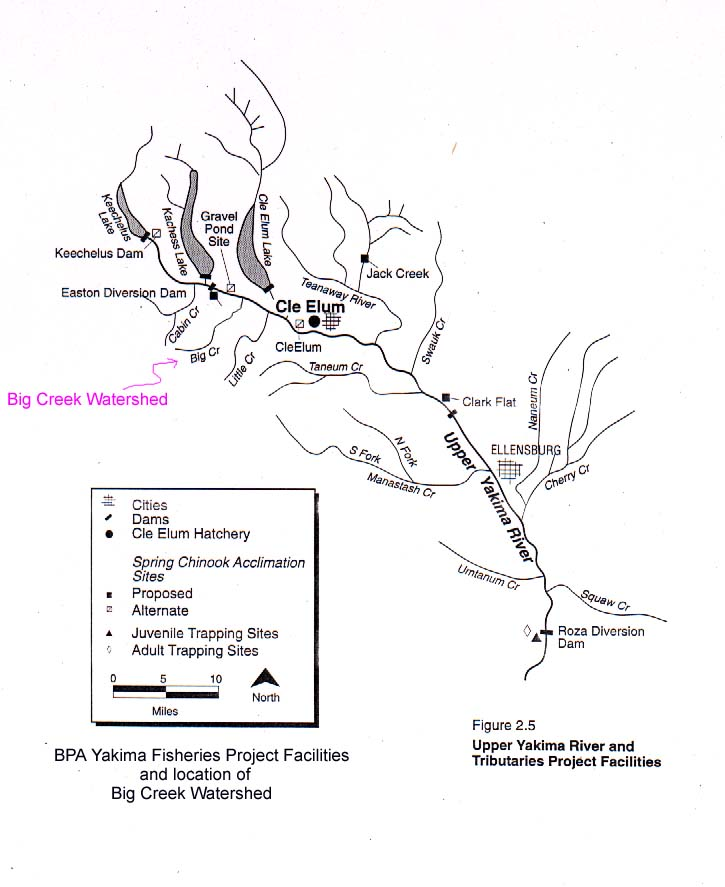 Keechelus
Lake
Kachess Lake
Gravel
Pond
Site
Cle Elum Lake
Keechelus Dam
Jack Creek
Easton Diversion Dam
Teanaway River
Cle Elum
Cabin Cr
Big Cr
Little Cr
CleElum
Swauk Cr
Taneum Cr
Big Creek Watershed
Clark Flat
Naneum Cr
Upper Yakima River
ELLENSBURG
N Fork
S Fork
Manastash Cr
Cherry Cr
Umtanum Cr
Squaw Cr
Roza Diversion
Dam
Cities
Dams
Cle Elum Hatchery
Spring Chinook Acclimation
Sites
Proposed
Alternate
Juvenile Trapping Sites
Adult Trapping Sites
0 5 10
Miles
North
Figure 2.5
Upper Yakima River and
Tributaries Project Facilities
BPA Yakima Fisheries Project Facilities
and location of
Big Creek Watershed